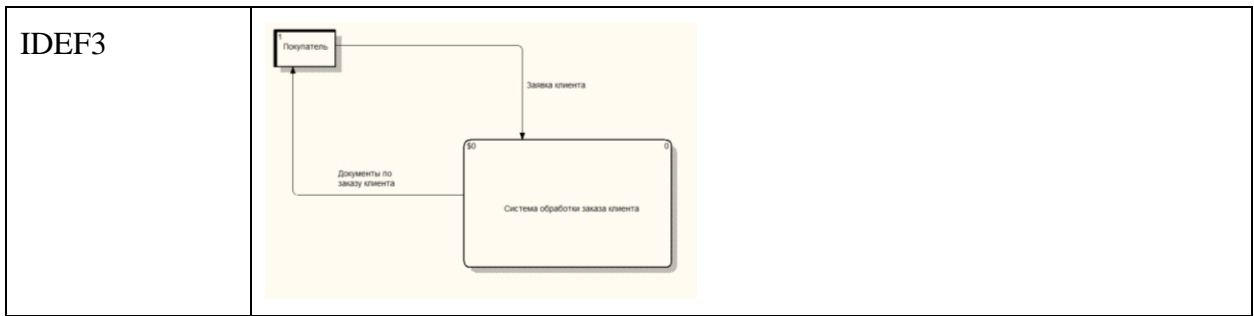 IDEF3
1
Покупатель
Заявка клиента
$0
0
Документы по
заказу клиента
Система обработки заказа клиента